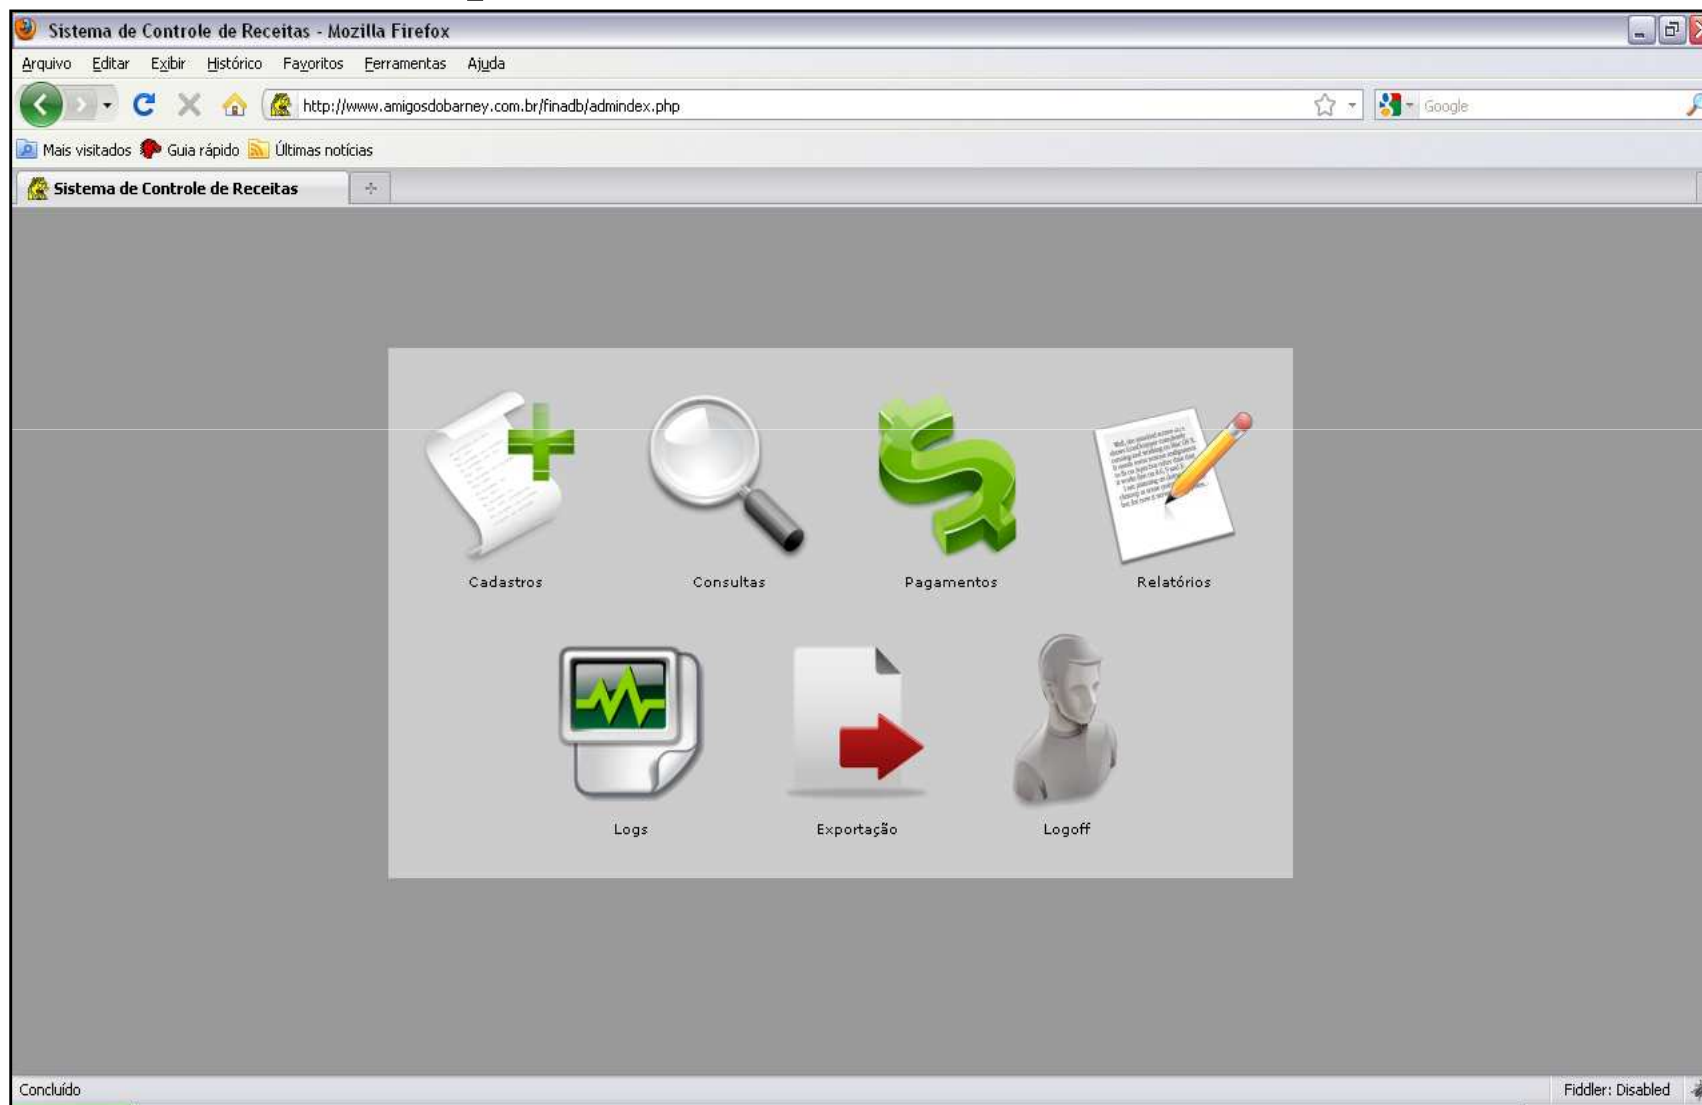 Sistema de Controle de Receitas - Mozilla Firefox
Arquivo Editar Exibir Histórico Favoritos Ferramentas Ajuda
http://www.amigosdobarney.com.br/finadb/admindex.php Google
Mais visitados Guia rápido Últimas notícias
Sistema de Controle de Receitas
Cadastros Consultas Pagamentos Relatórios
Logs Exportação Logoff
Concluído Fiddler: Disabled